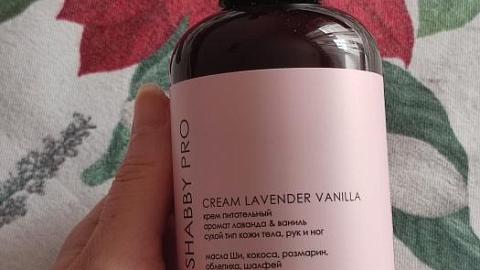 SHABBY PRO
CREAM LAVENDER VANILLA
крем питательный
аромат лаванда & ваниль
сухой тип кожи тела, рук и ног
масла Ши, кокоса, розмарин,
облепиха, шалфей